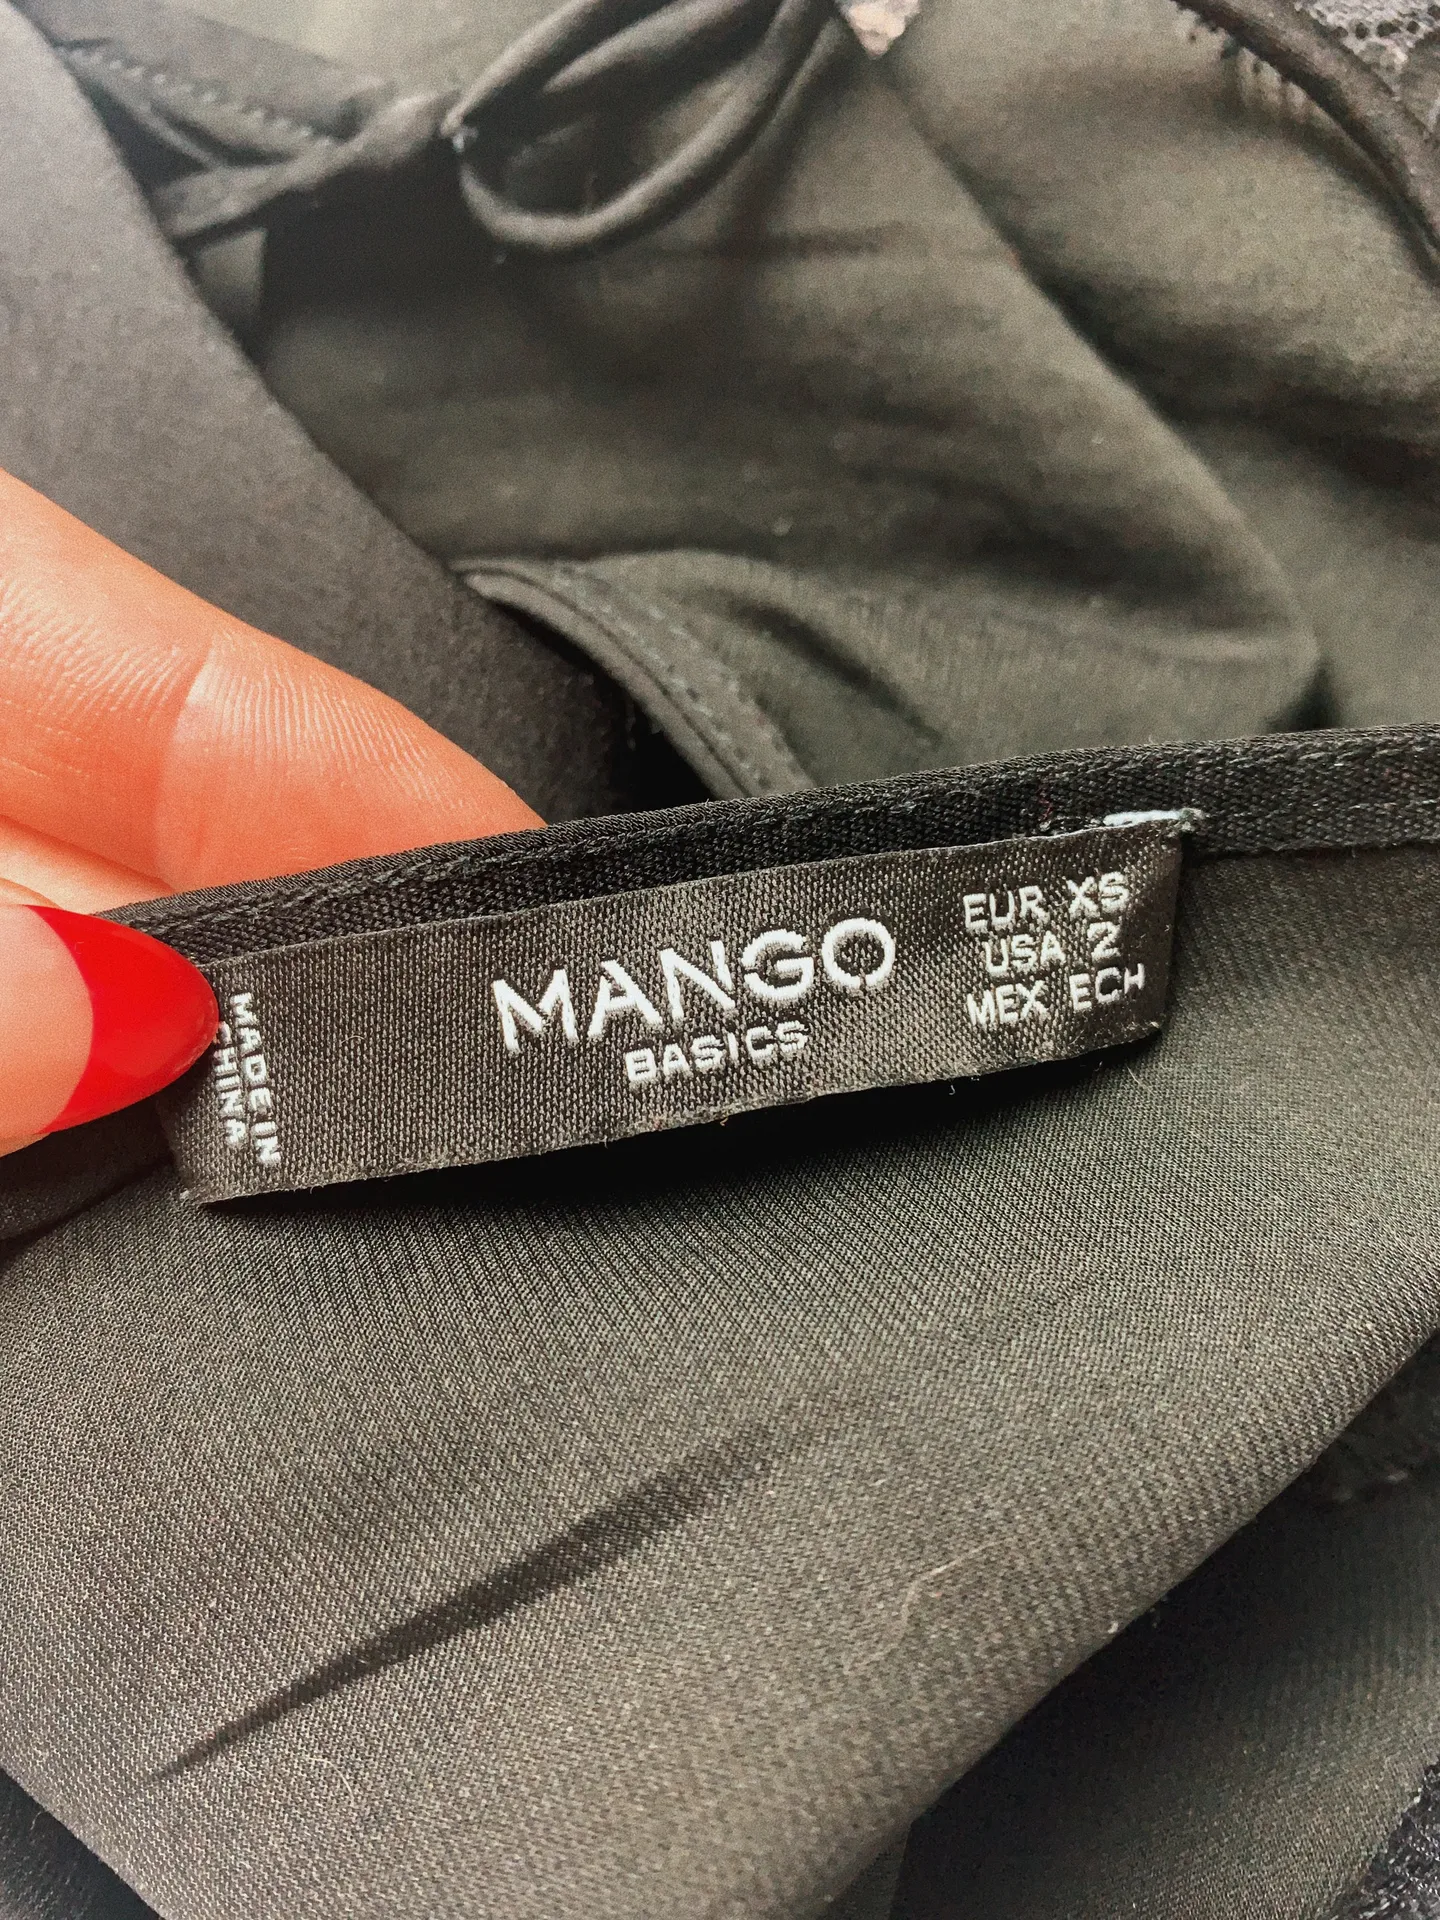 MANGO
BASICS
EUR XS
USA 2
MEX ECH
MADE IN
CHINA